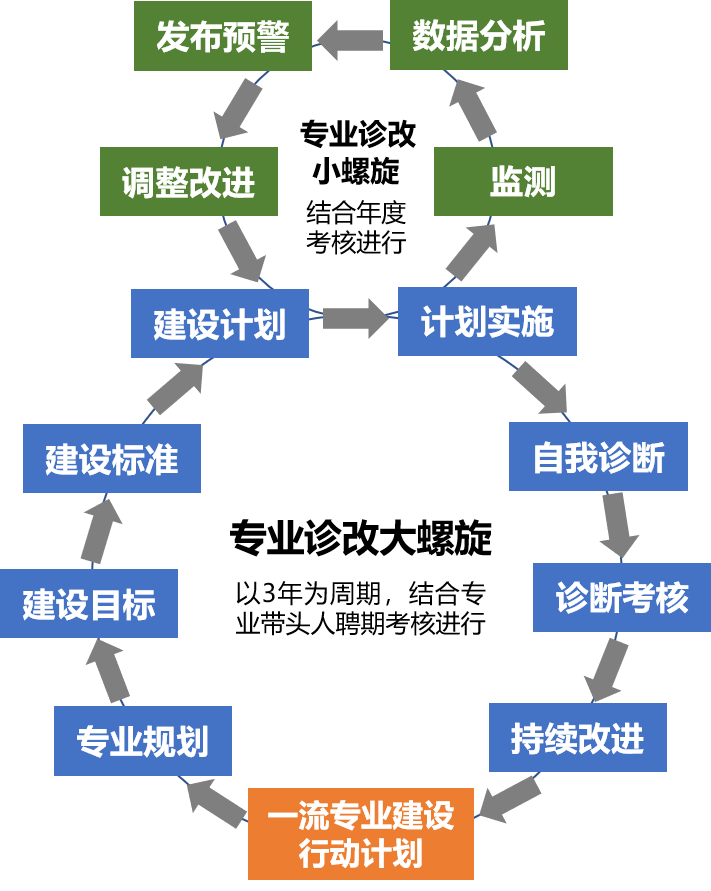 发布预警
数据分析
专业诊改
小螺旋
结合年度
考核进行
调整改进
监测
建设计划
计划实施
建设标准
自我诊断
专业诊改大螺旋
以3年为周期，结合专
业带头人聘期考核进行
建设目标
诊断考核
专业规划
持续改进
一流专业建设
行动计划